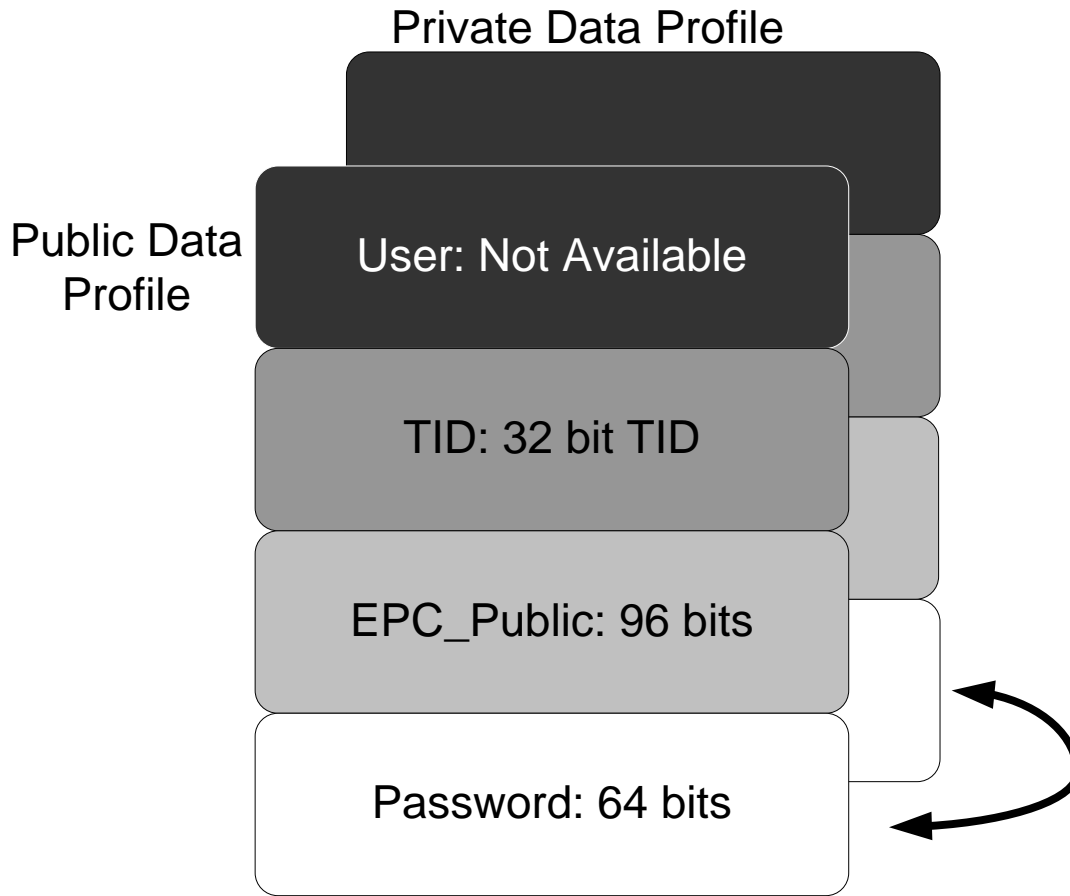 Private Data Profile
Public Data
Profile
User: Not Available
TID: 32 bit TID
EPC_Public: 96 bits
Password: 64 bits